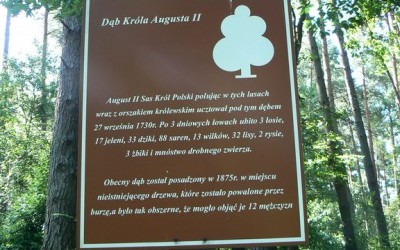 Dąb Króla Augusta II
August II Sas Król Polski polując w tych lasach
wraz z orszakiem królewskim ucztował pod tym dębem
27 września 1730r. Po 3 dniowych łowach ubito 3 łosie,
17 jeleni, 33 dziki, 88 saren, 13 wilków, 32 lisy, 2 rysie,
3 żbiki i mnóstwo drobnego zwierza.
Obecny dąb został posadzony w 1875r. w miejscu
nieistniejącego drzewa, które zostało powalone przez
burzę,a było tak obszerne, że mogło objąć je 12 mężczyzn